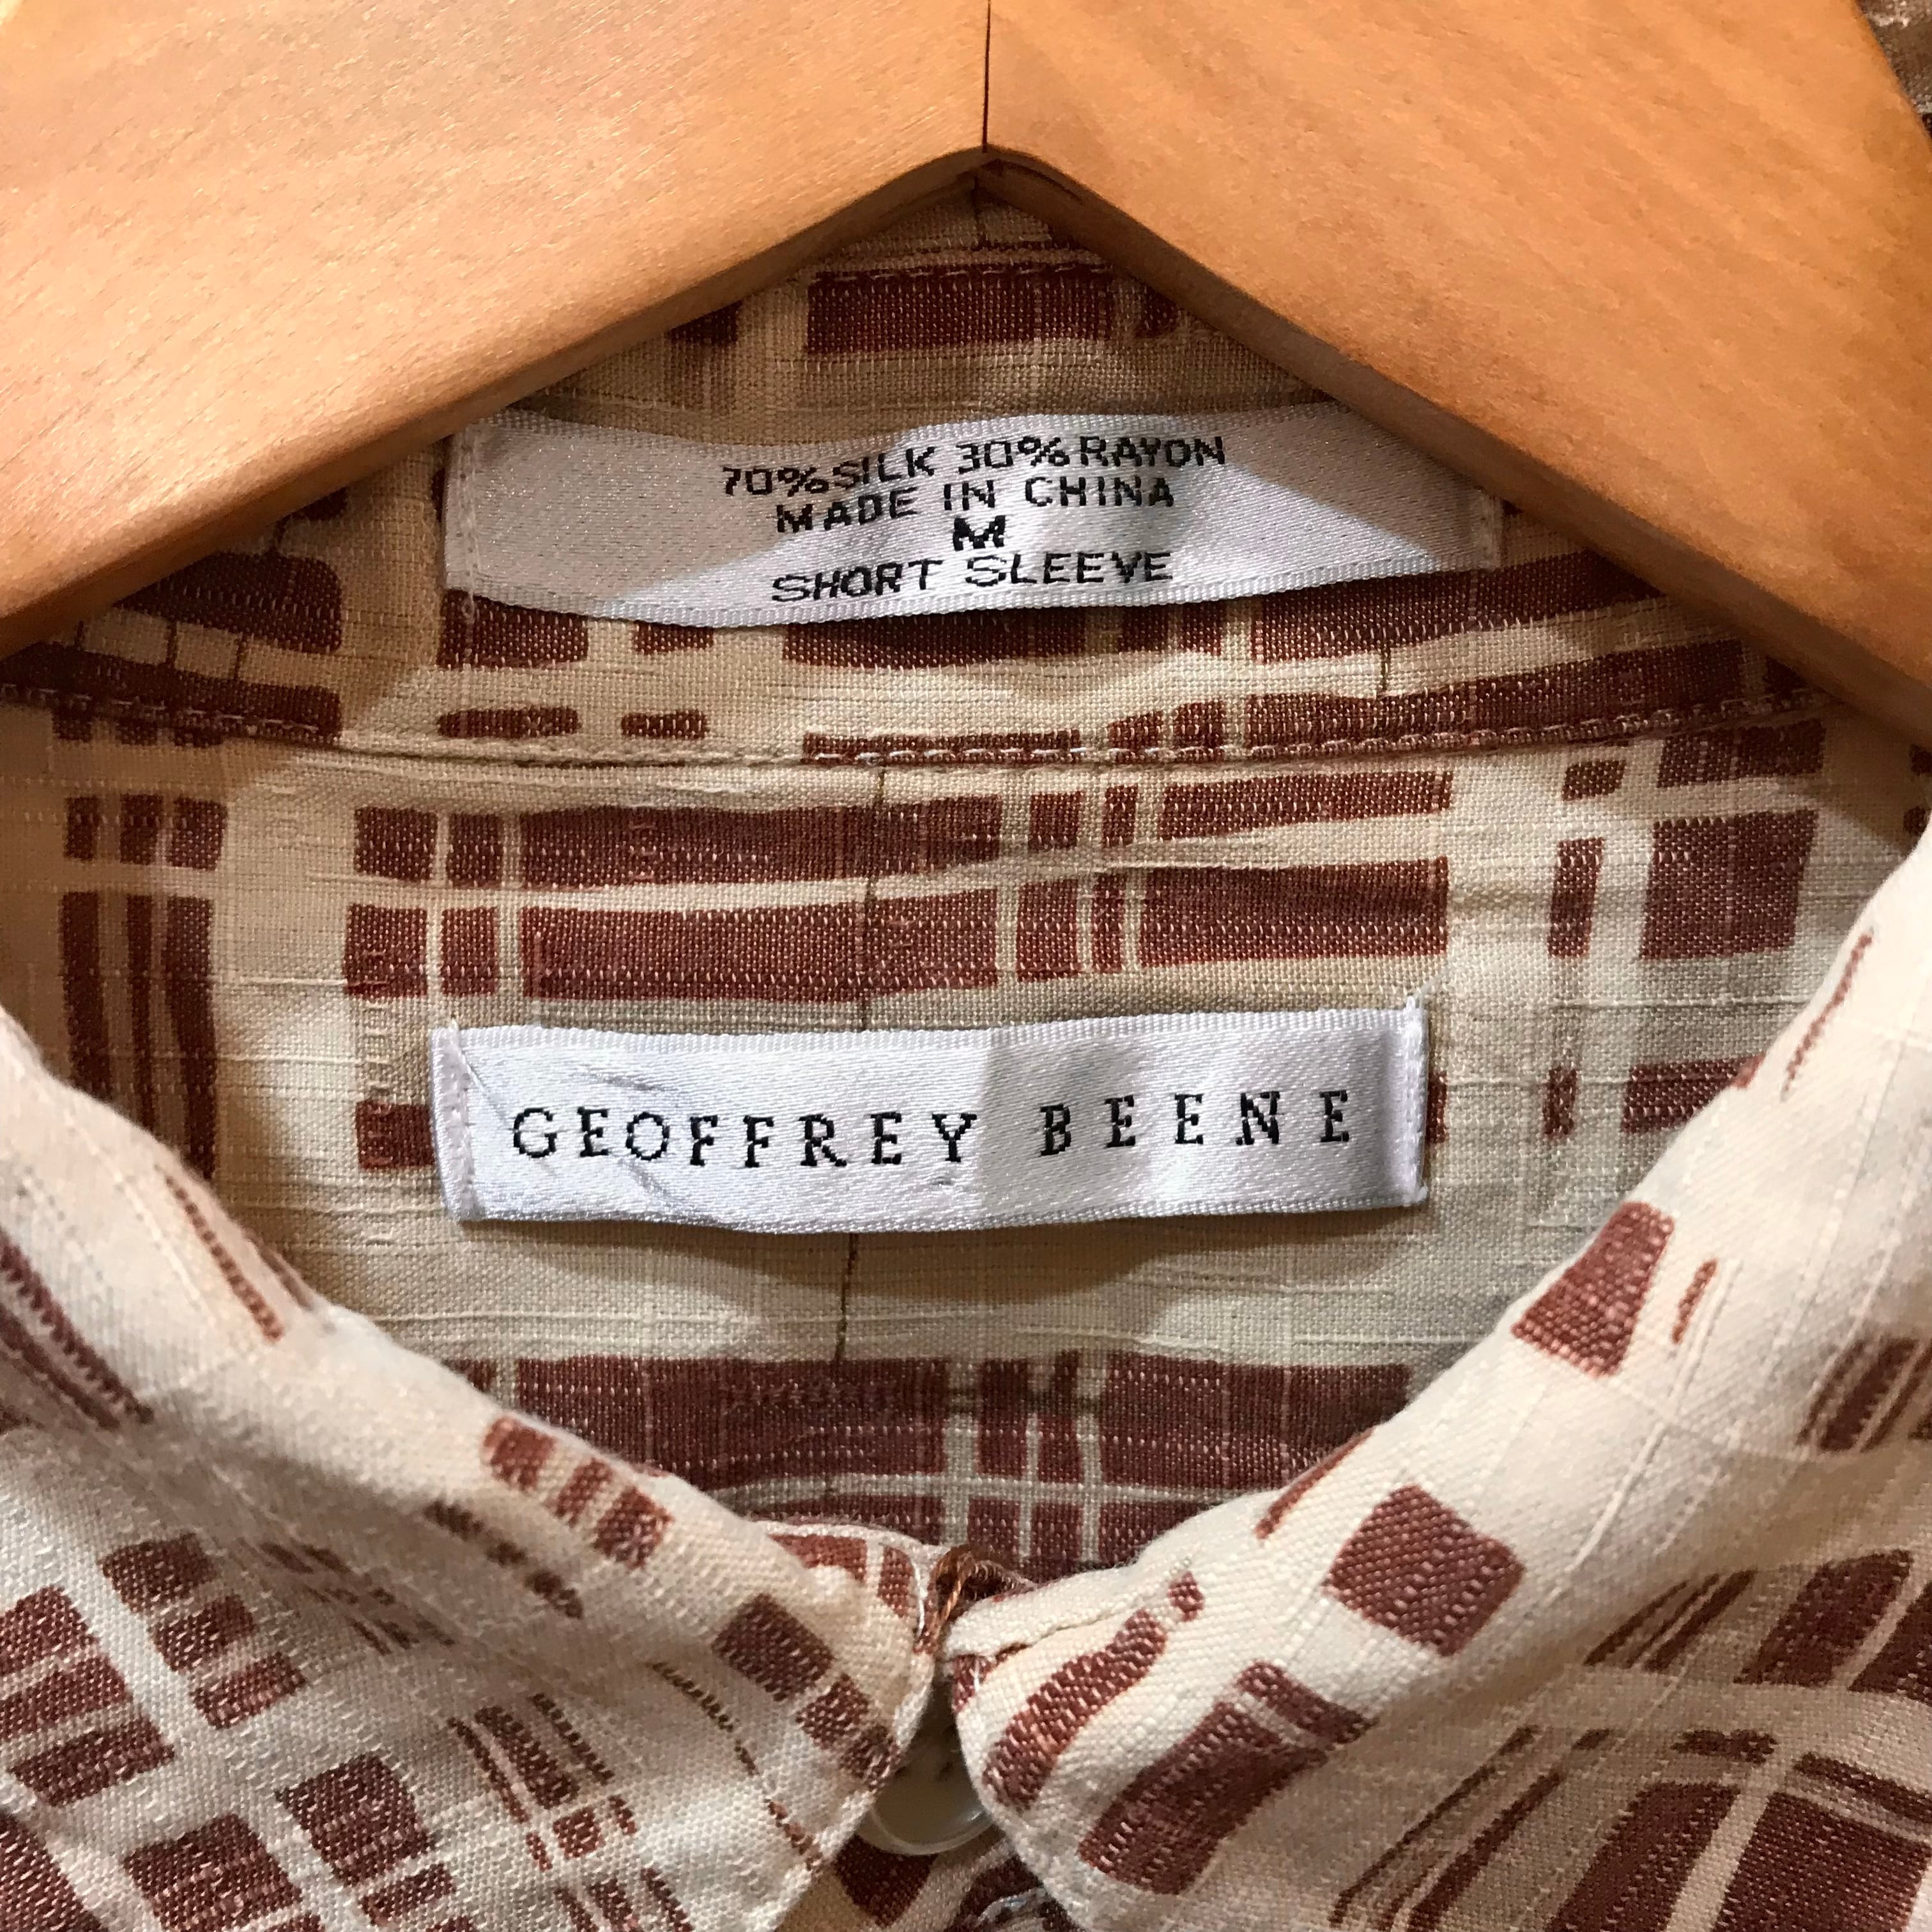 70% SILK 30% RAYON
MADE IN CHINA
M
SHORT SLEEVE
GEOFFREY BEENE